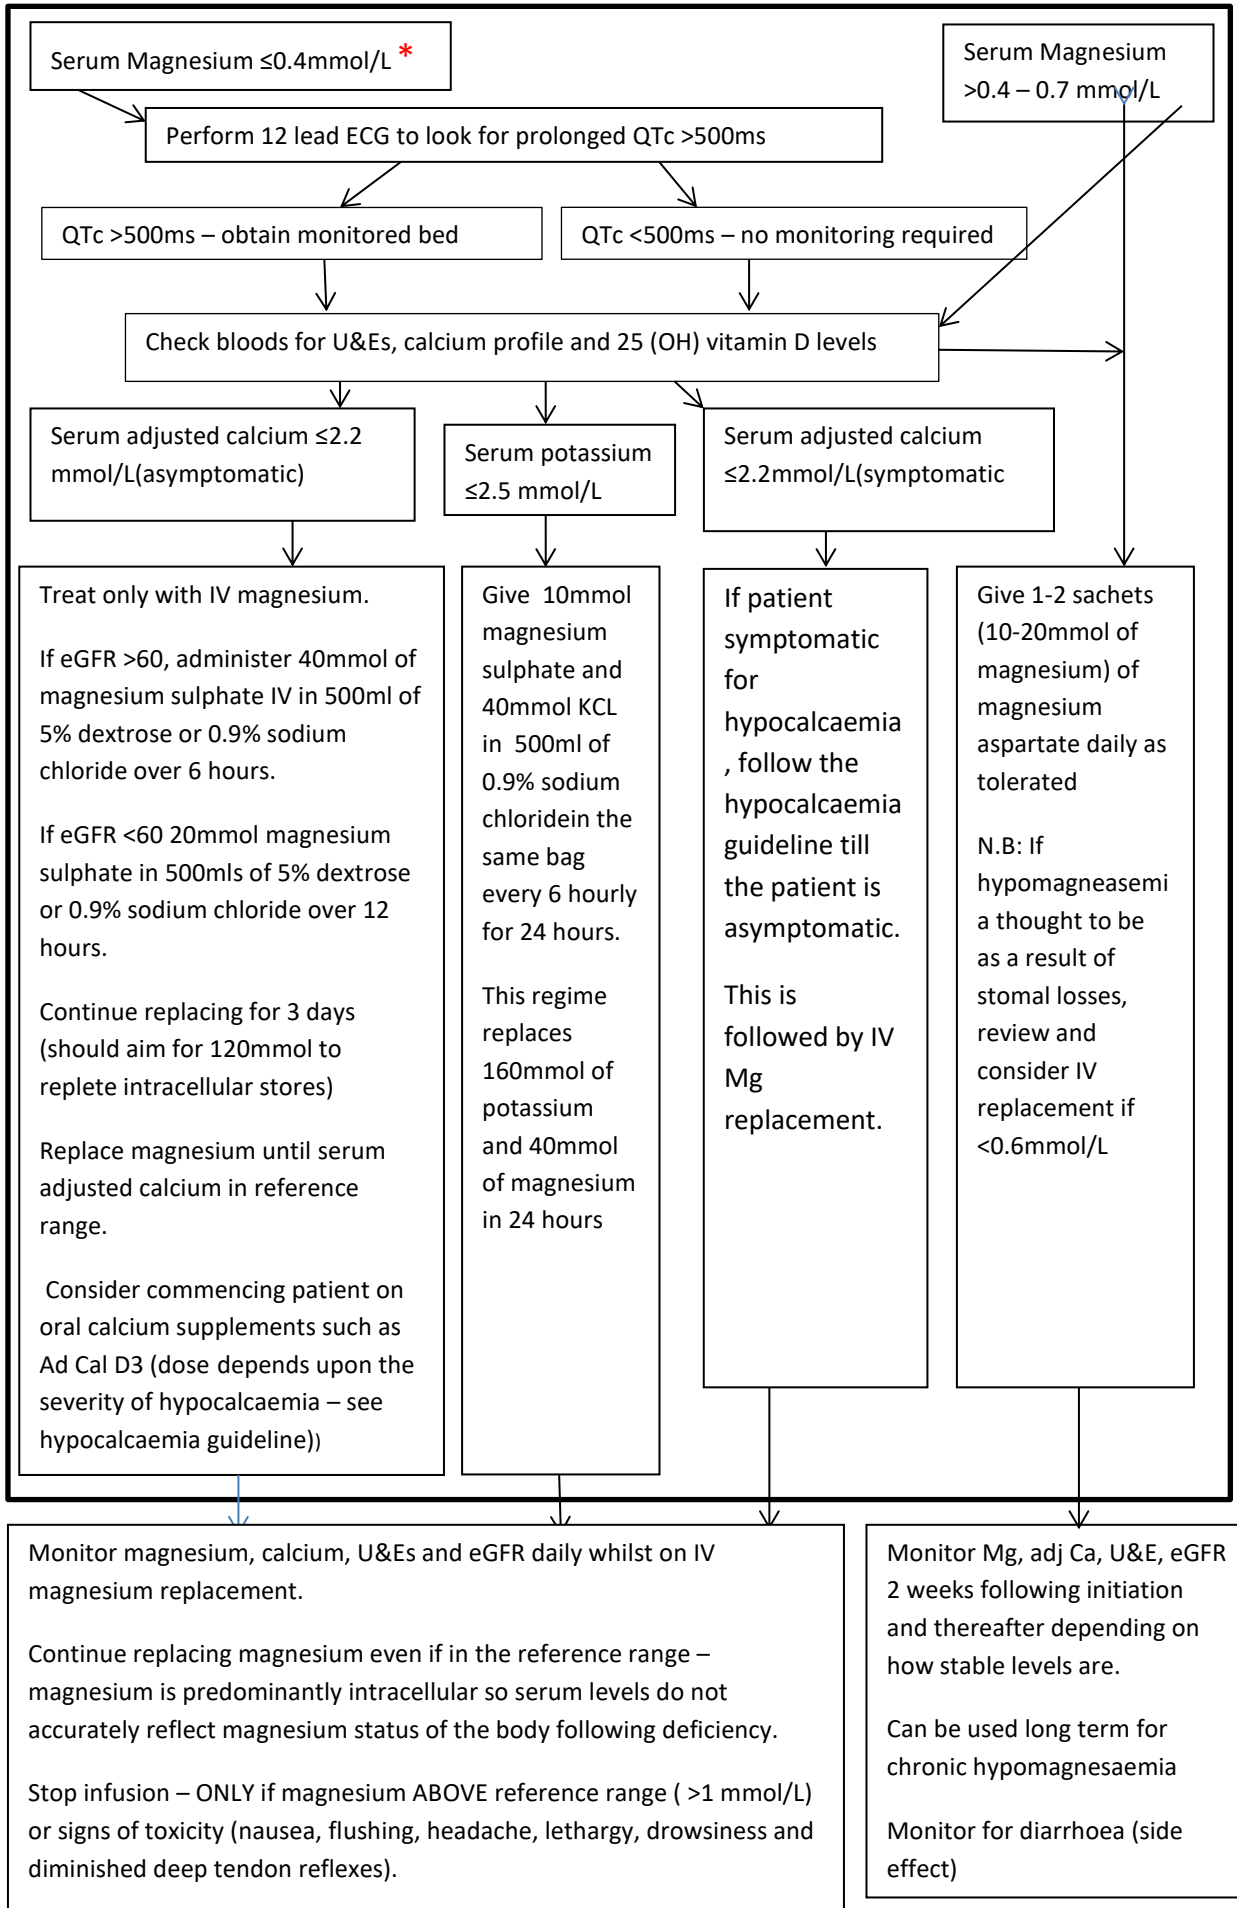 Serum Magnesium ≤0.4mmol/L *
Serum Magnesium
>0.4 – 0.7 mmol/L
Perform 12 lead ECG to look for prolonged QTc >500ms
QTc >500ms – obtain monitored bed
QTc <500ms – no monitoring required
Check bloods for U&Es, calcium profile and 25 (OH) vitamin D levels
Serum adjusted calcium ≤2.2
mmol/L(asymptomatic)
Serum potassium
≤2.5 mmol/L
Serum adjusted calcium
≤2.2mmol/L(symptomatic
Treat only with IV magnesium.
If eGFR >60, administer 40mmol of
magnesium sulphate IV in 500ml of
5% dextrose or 0.9% sodium
chloride over 6 hours.
If eGFR <60 20mmol magnesium
sulphate in 500mls of 5% dextrose
or 0.9% sodium chloride over 12
hours.
Continue replacing for 3 days
(should aim for 120mmol to
replete intracellular stores)
Replace magnesium until serum
adjusted calcium in reference
range.
Consider commencing patient on
oral calcium supplements such as
Ad Cal D3 (dose depends upon the
severity of hypocalcaemia – see
hypocalcaemia guideline))
Give 10mmol
magnesium
sulphate and
40mmol KCL
in 500ml of
0.9% sodium
chloridein the
same bag
every 6 hourly
for 24 hours.
This regime
replaces
160mmol of
potassium
and 40mmol
of magnesium
in 24 hours
If patient
symptomatic
for
hypocalcaemia
, follow the
hypocalcaemia
guideline till
the patient is
asymptomatic.
This is
followed by IV
Mg
replacement.
Give 1-2 sachets
(10-20mmol of
magnesium) of
magnesium
aspartate daily as
tolerated
N.B: If
hypomagneasemi
a thought to be
as a result of
stomal losses,
review and
consider IV
replacement if
<0.6mmol/L
Monitor magnesium, calcium, U&Es and eGFR daily whilst on IV
magnesium replacement.
Continue replacing magnesium even if in the reference range –
magnesium is predominantly intracellular so serum levels do not
accurately reflect magnesium status of the body following deficiency.
Stop infusion – ONLY if magnesium ABOVE reference range ( >1 mmol/L)
or signs of toxicity (nausea, flushing, headache, lethargy, drowsiness and
diminished deep tendon reflexes).
Monitor Mg, adj Ca, U&E, eGFR
2 weeks following initiation
and thereafter depending on
how stable levels are.
Can be used long term for
chronic hypomagnesaemia
Monitor for diarrhoea (side
effect)